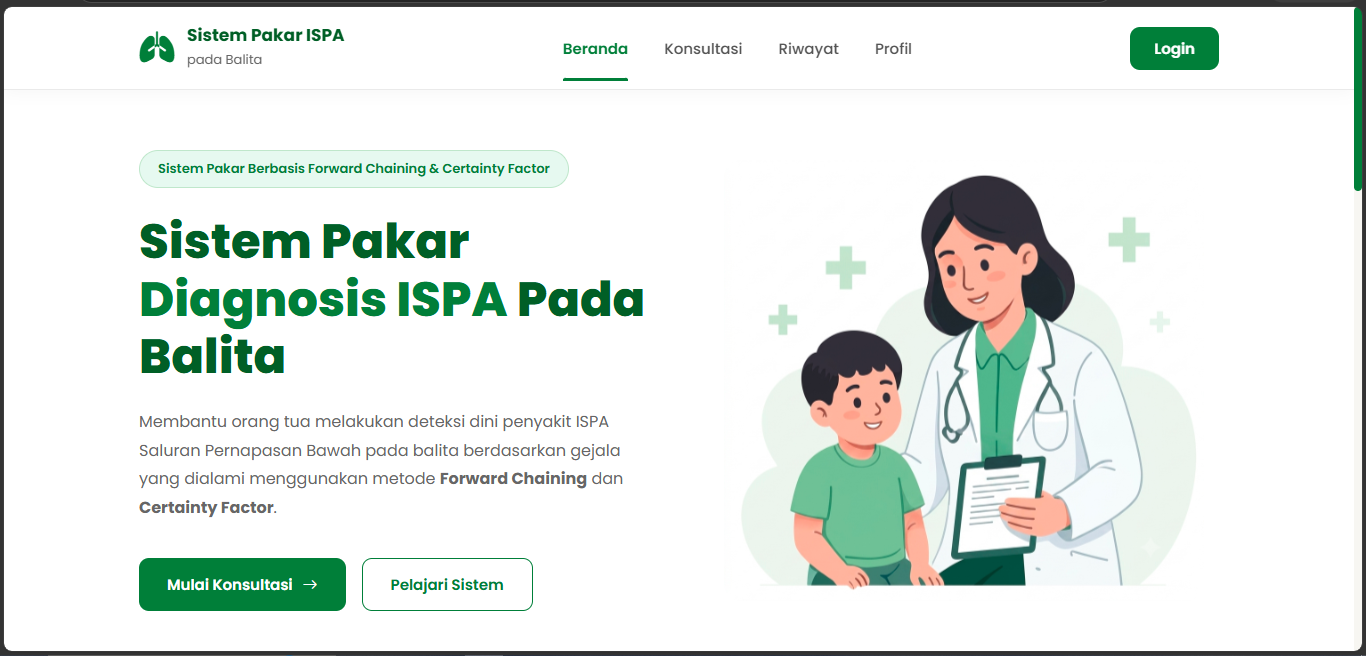 Sistem Pakar ISPA
pada Balita
Beranda
Konsultasi
Riwayat
Profil
Login
Sistem Pakar Berbasis Forward Chaining & Certainty Factor
Sistem Pakar
Diagnosis ISPA Pada
Balita
Membantu orang tua melakukan deteksi dini penyakit ISPA
Saluran Pernapasan Bawah pada balita berdasarkan gejala
yang dialami menggunakan metode Forward Chaining dan
Certainty Factor.
Mulai Konsultasi →
Pelajari Sistem